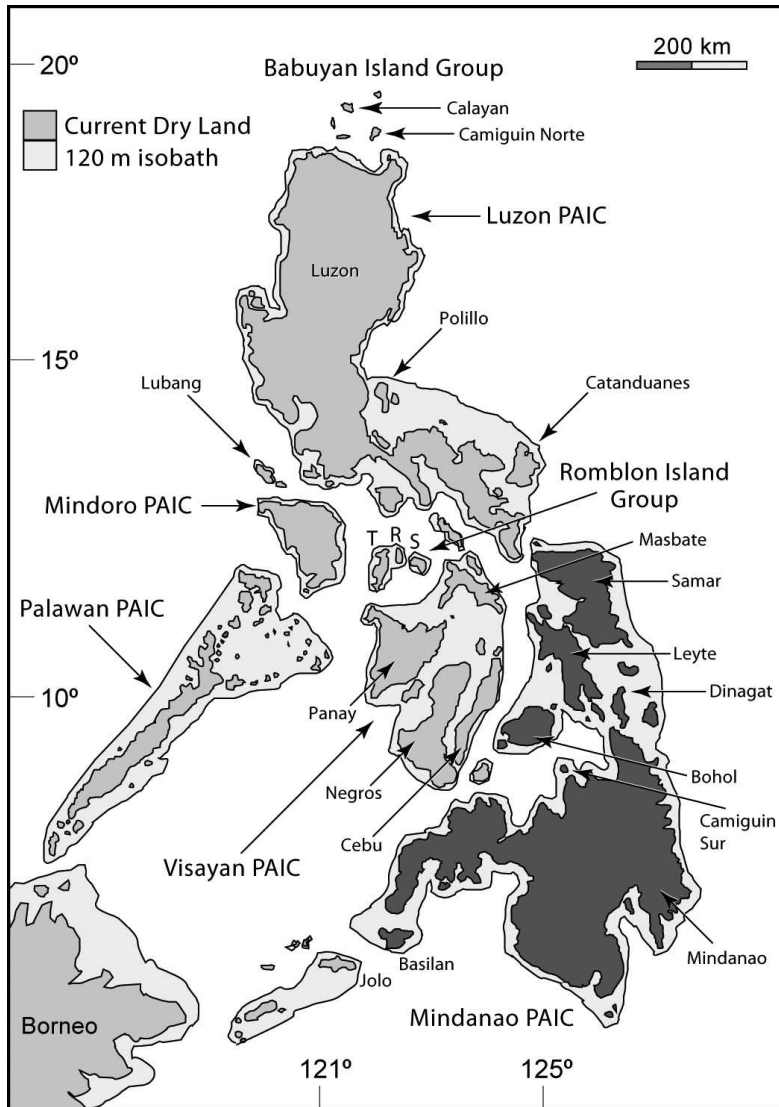 200 km
20º
Babuyan Island Group
Calayan
Camiguin Norte
Current Dry Land
120 m isobath
Luzon PAIC
Luzon
Polillo
15º
Lubang
Catanduanes
Romblon Island
Group
Mindoro PAIC
T R S
Masbate
Samar
Palawan PAIC
Leyte
Dinagat
10º
Panay
Bohol
Negros
Camiguin
Sur
Cebu
Visayan PAIC
Mindanao
Basilan
Jolo
Mindanao PAIC
Borneo
121º
125º